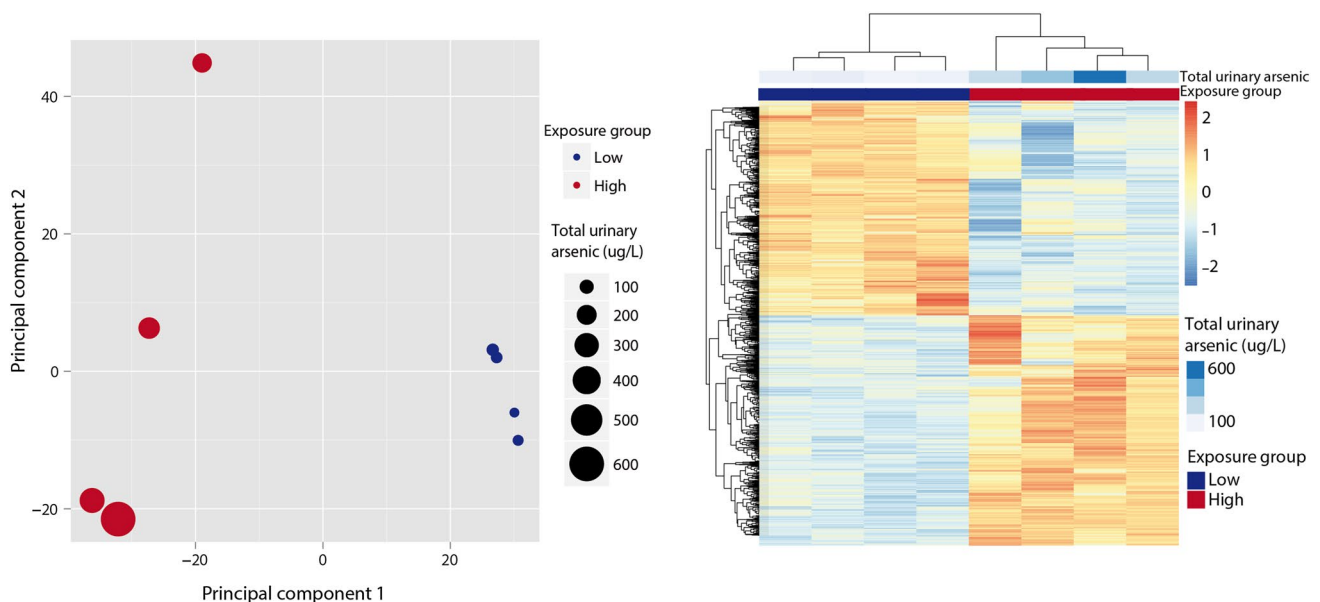 40
20
0
−20
Principal component 2
−20
0
20
Principal component 1
Exposure group
Low
High
Total urinary
arsenic (ug/L)
100
200
300
400
500
600
Total urinary arsenic
Exposure group
2
1
0
−1
−2
Total urinary
arsenic (ug/L)
600
100
Exposure group
Low
High